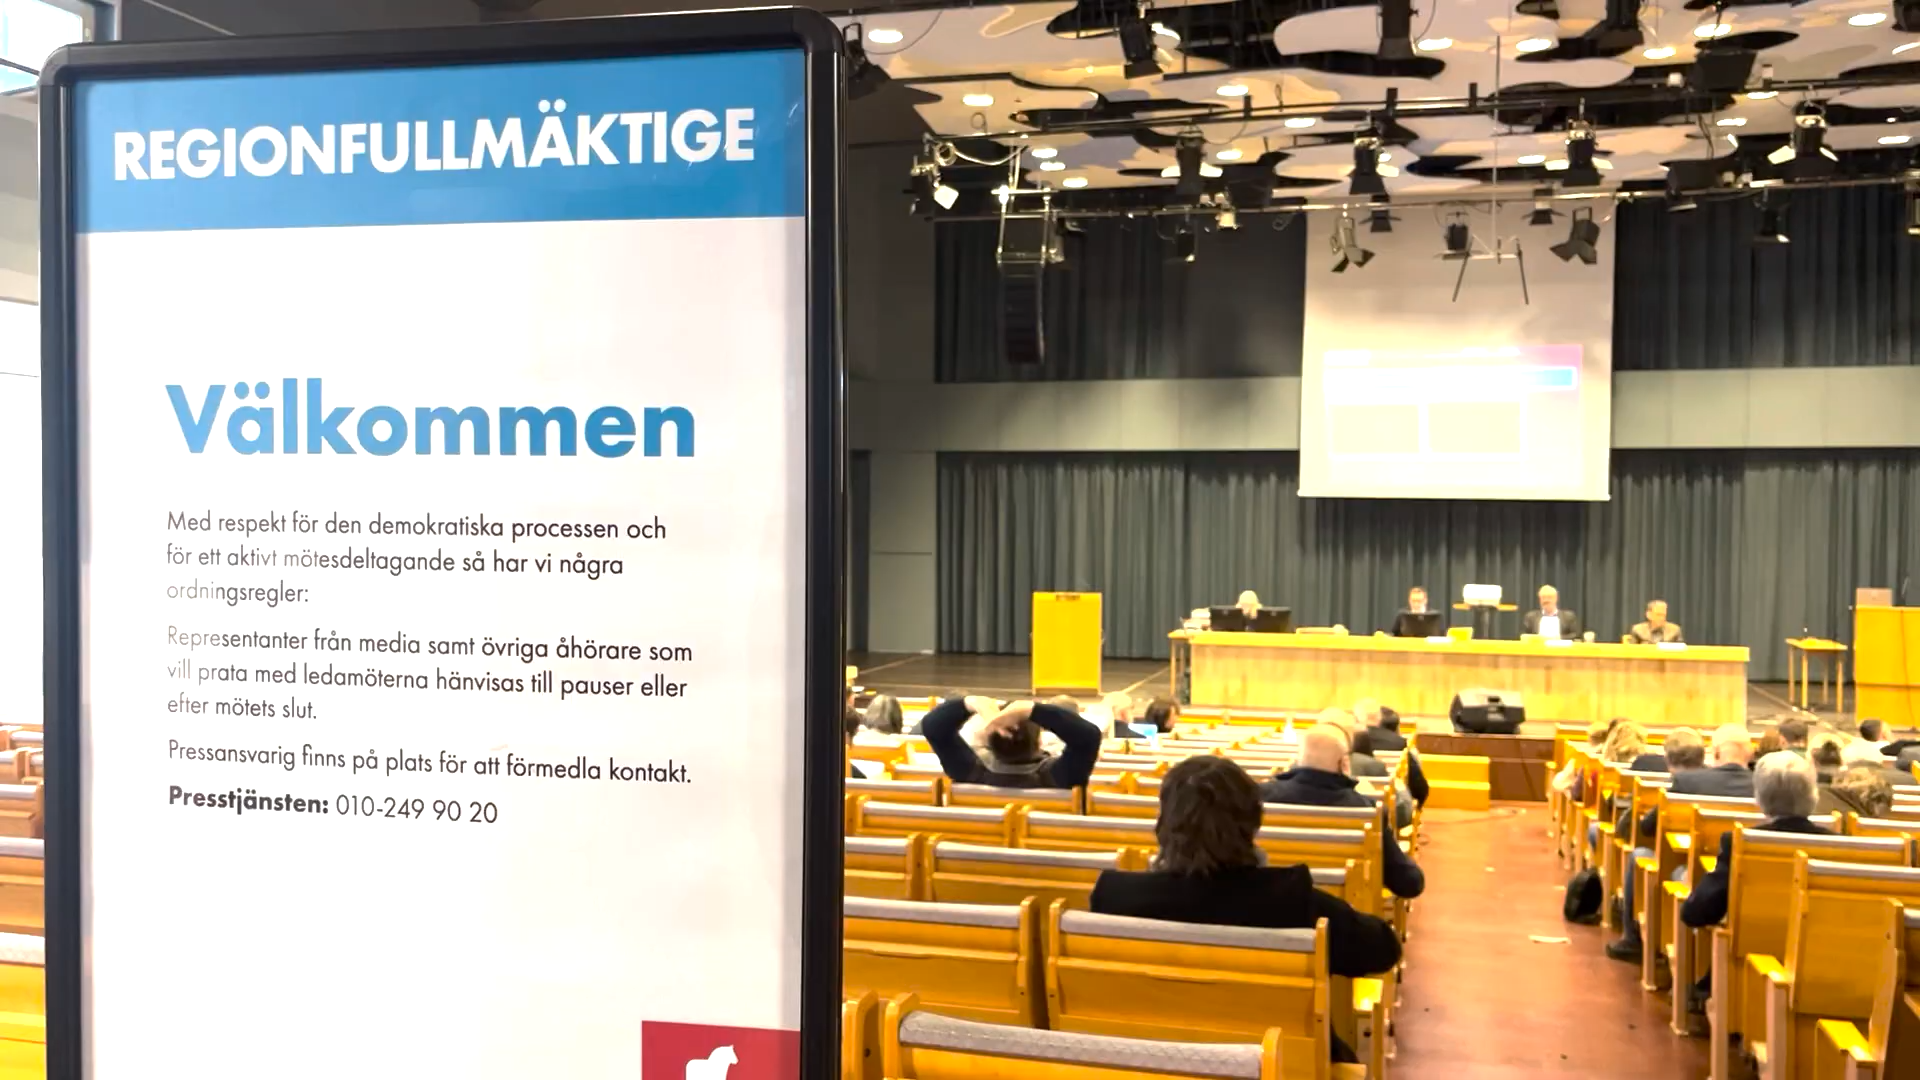 REGIONFULLMÄKTIGE
Välkommen
Med respekt för den demokratiska processen och
för ett aktivt mötesdeltagande så har vi några
ordningsregler:
Representanter från media samt övriga åhörare som
vill prata med ledamöterna hänvisas till pauser eller
efter mötets slut.
Pressansvarig finns på plats för att förmedla kontakt.
Presstjänsten: 010-249 90 20